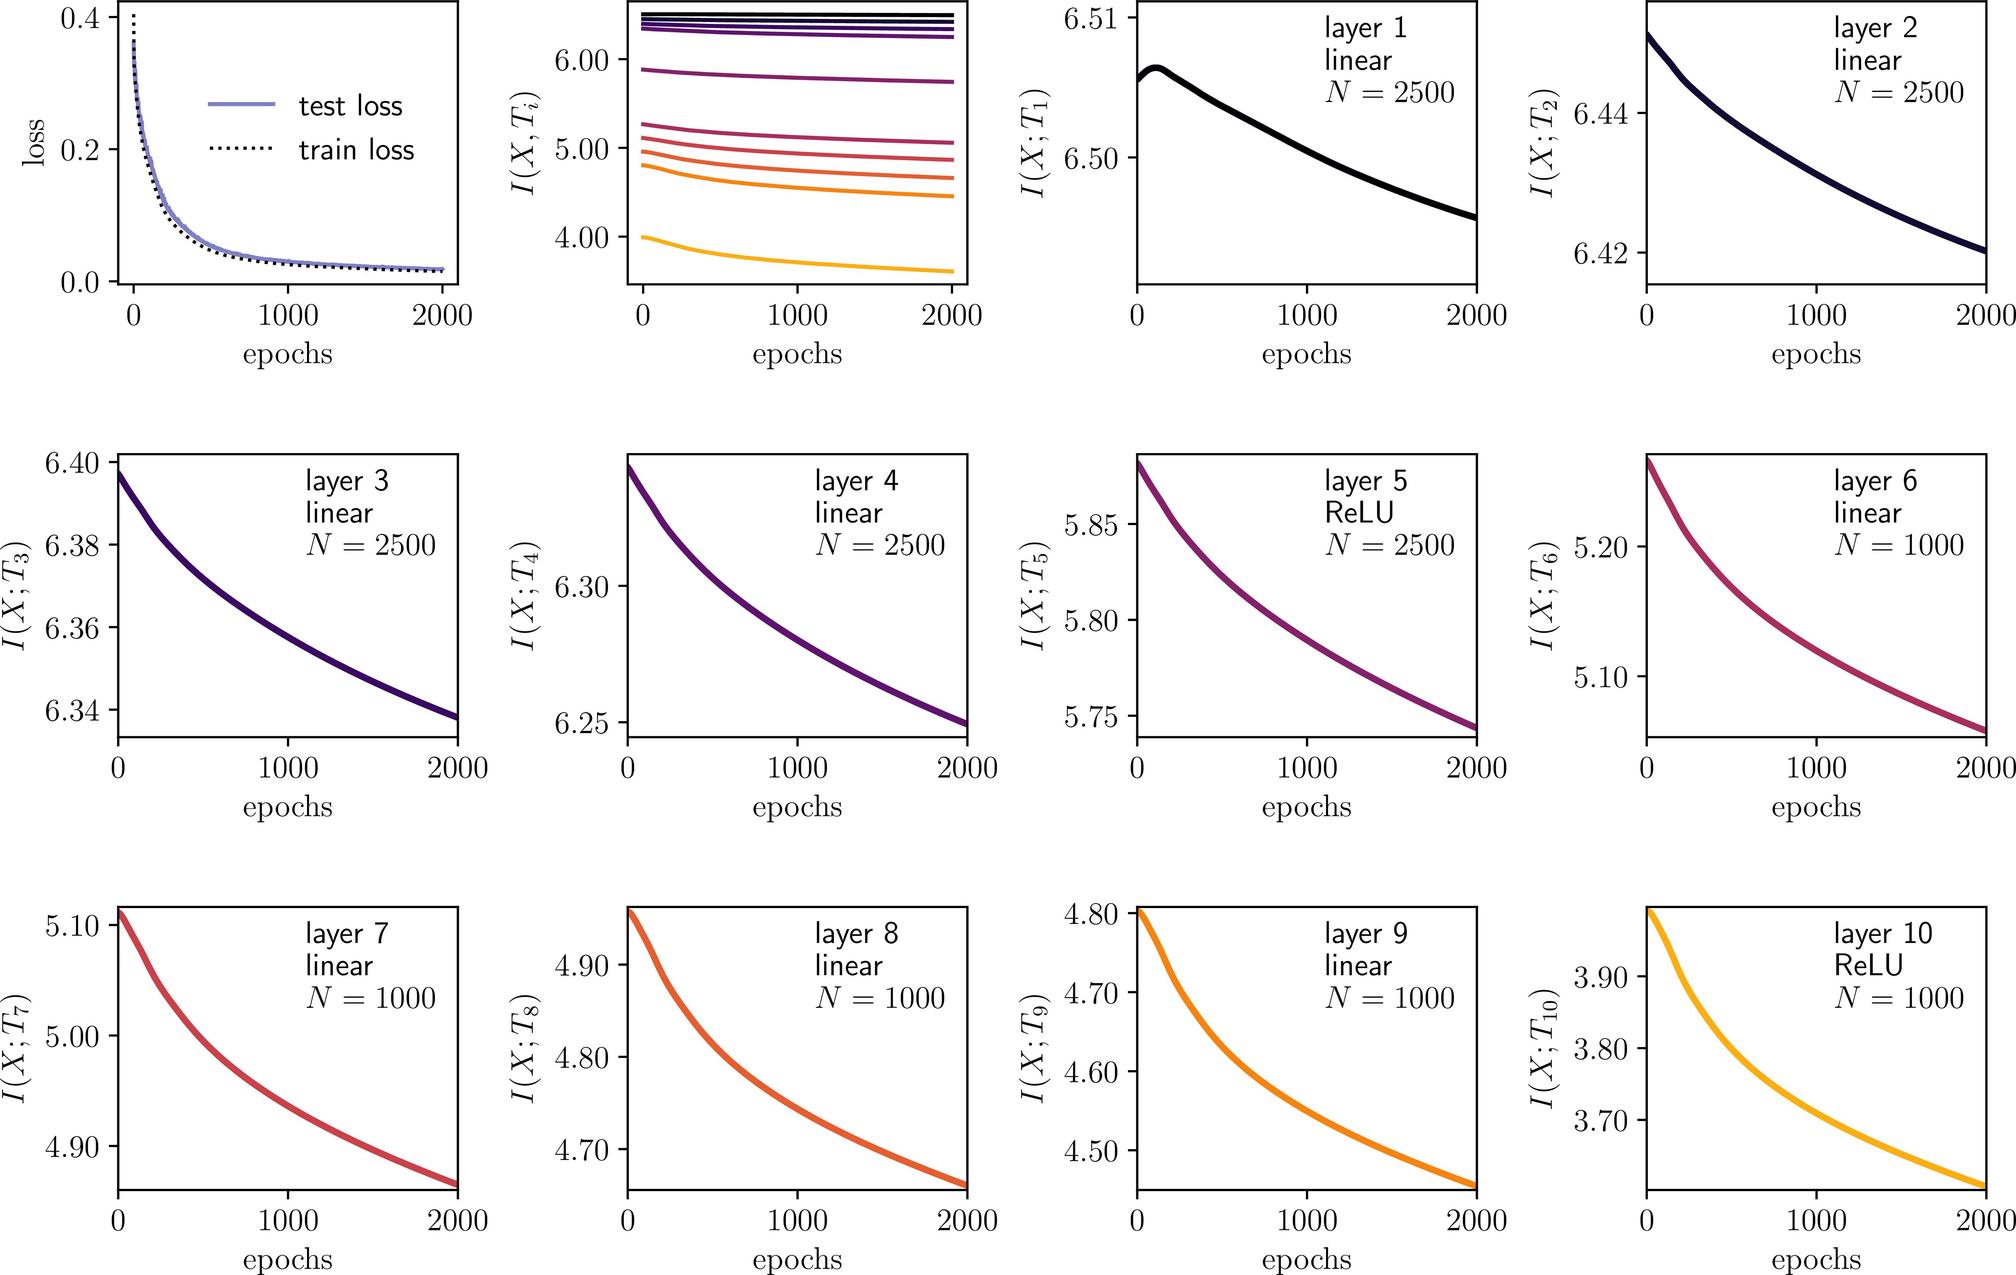 0.4
0.2
0.0
loss
test loss
train loss
0 1000 2000
epochs
6.00
5.00
4.00
I(X, T_i)
0 1000 2000
epochs
6.51
6.50
I(X; T_1)
layer 1
linear
N = 2500
0 1000 2000
epochs
6.44
6.42
I(X; T_2)
layer 2
linear
N = 2500
0 1000 2000
epochs
6.40
6.38
6.36
6.34
I(X; T_3)
layer 3
linear
N = 2500
0 1000 2000
epochs
6.30
6.25
I(X; T_4)
layer 4
linear
N = 2500
0 1000 2000
epochs
5.85
5.80
5.75
I(X; T_5)
layer 5
ReLU
N = 2500
0 1000 2000
epochs
5.20
5.10
I(X; T_6)
layer 6
linear
N = 1000
0 1000 2000
epochs
5.10
5.00
4.90
I(X; T_7)
layer 7
linear
N = 1000
0 1000 2000
epochs
4.90
4.80
4.70
I(X; T_8)
layer 8
linear
N = 1000
0 1000 2000
epochs
4.80
4.70
4.60
4.50
I(X; T_9)
layer 9
linear
N = 1000
0 1000 2000
epochs
3.90
3.80
3.70
I(X; T_10)
layer 10
ReLU
N = 1000
0 1000 2000
epochs